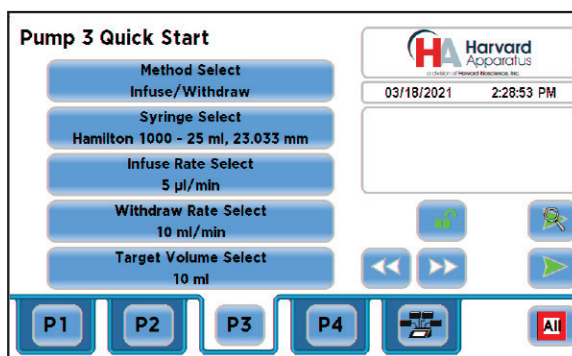 Pump 3 Quick Start
Method Select
Infuse/Withdraw
Syringe Select
Hamilton 1000 - 25 ml, 23.033 mm
Infuse Rate Select
5 µl/min
Withdraw Rate Select
10 ml/min
Target Volume Select
10 ml
HA Harvard
Apparatus
a division of Harvard Bioscience, Inc.
03/18/2021 2:28:53 PM
P1 P2 P3 P4 All